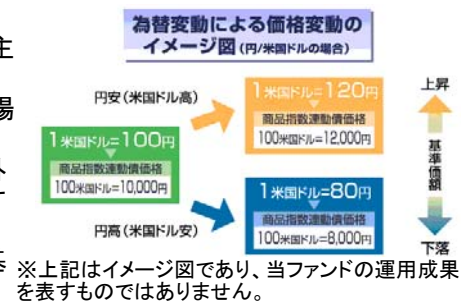 為替変動による価格変動の
イメージ図(円/米国ドルの場合)
主
場
円安(米国ドル高)
1米国ドル=120円
商品指数連動債価格
100米国ドル=12,000円
上昇
1米国ドル=100円
商品指数連動債価格
100米国ドル=10,000円
基準価額
円高(米国ドル安)
1米国ドル=80円
商品指数連動債価格
100米国ドル=8,000円
下落
※上記はイメージ図であり、当ファンドの運用成果
を表すものではありません。